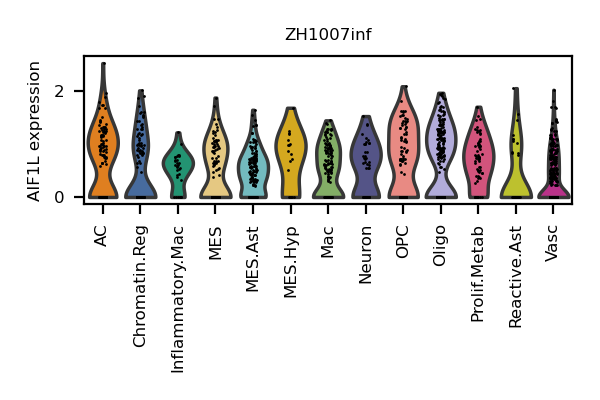 ZH1007inf
AIF1L expression
2
0
AC
Chromatin.Reg
Inflammatory.Mac
MES
MES.Ast
MES.Hyp
Mac
Neuron
OPC
Oligo
Prolif.Metab
Reactive.Ast
Vasc